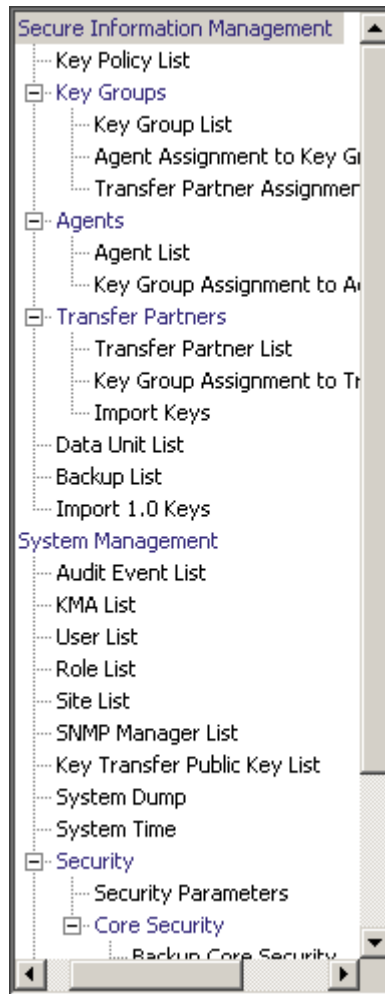 Secure Information Management
Key Policy List
Key Groups
Key Group List
Agent Assignment to Key
Transfer Partner
Agents
Agent List
Key Group Assignment to
Transfer Partners
Transfer Partner List
Key Group Assignment to
Import Keys
Data Unit List
Backup List
Import 1.0 Keys
System Management
Audit Event List
KMA List
User List
Role List
Site List
SNMP Manager List
Key Transfer Public Key List
System Dump
System Time
Security
Security Parameters
Core Security
Backup Core Security